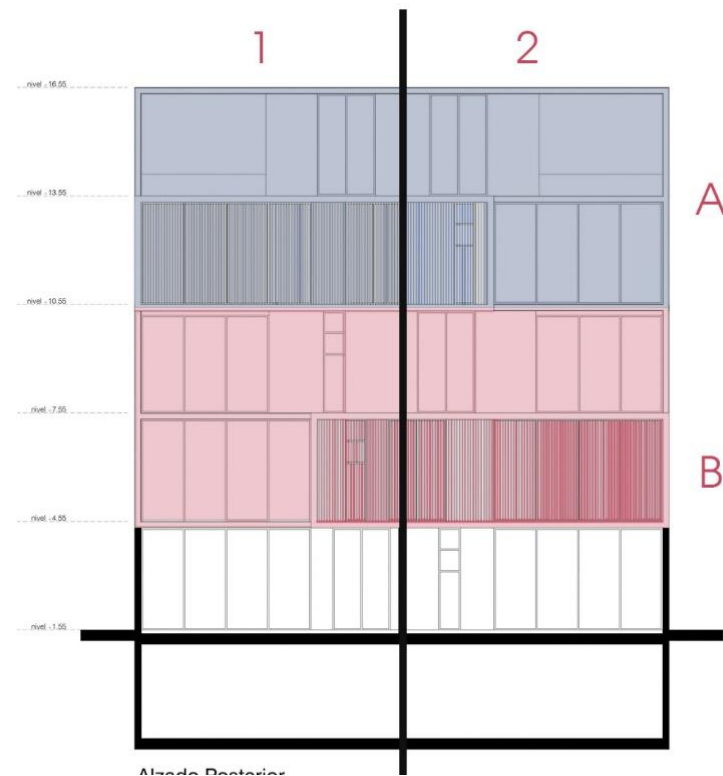 1
2
nivel +16.55
nivel +13.55
A
nivel +10.55
nivel +7.55
B
nivel +4.55
nivel +1.55
Alzado Posterior